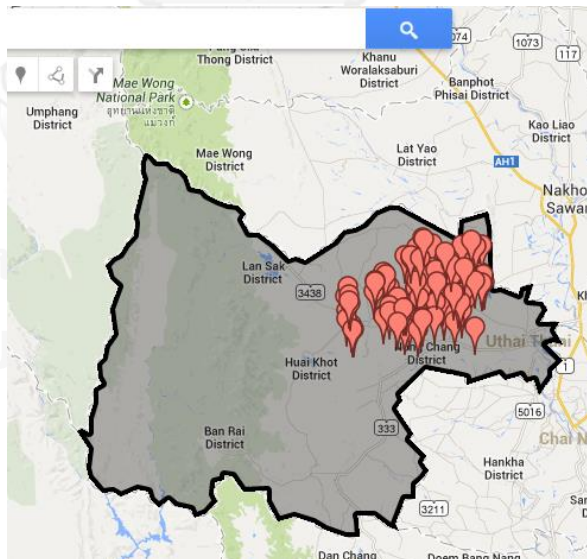 Thong District
Khanu
Woralaksaburi
District
074
1073
117
Banphot
Phisai District
Mae Wong
National Park
อุทยานแห่งชาติ
แม่วงก์
Umphang
District
Kao Liao
District
Lat Yao
District
Mae Wong
District
AH1
Nakho
Sawan
Lan Sak
District
3438
Chang
District
Uthai Thani
Huai Khot
District
1
5016
Ban Rai
District
333
Chai N
Hankha
District
3211
Dan Chang
Doem Bang Nang